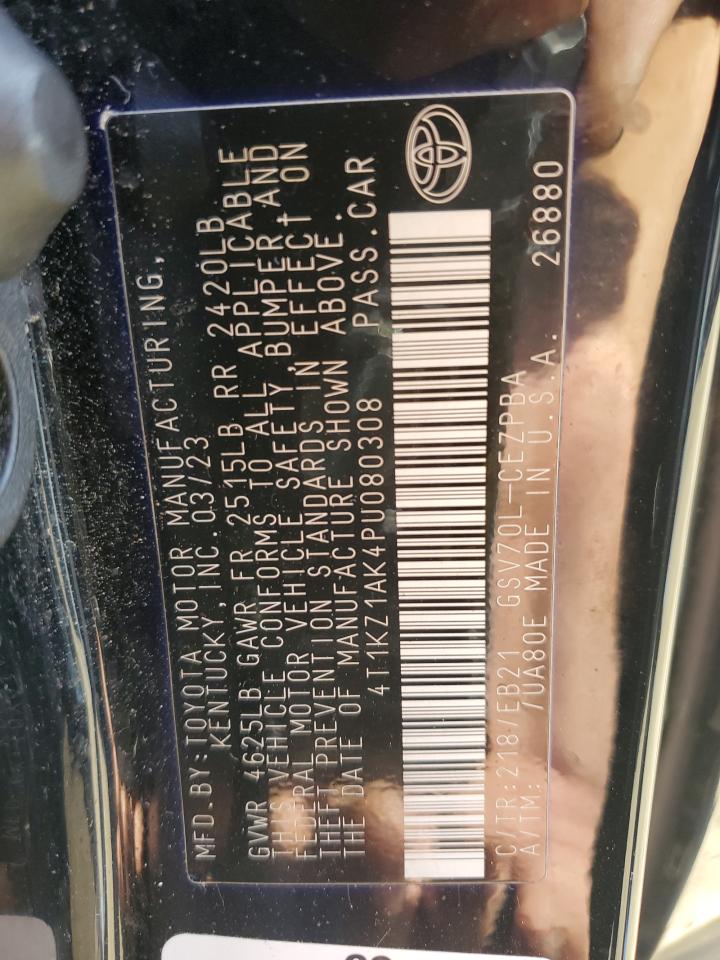 MFD.BY:TOYOTA MOTOR MANUFACTURING,
KENTUCKY,INC.03/23
GVWR 4625LB GAWR FR 2515LB RR 2420LB
THIS VEHICLE CONFORMS TO ALL APPLICABLE
FEDERAL MOTOR VEHICLE SAFETY, BUMPER AND
THEFT PREVENTION STANDARDS IN EFFECT ON
THE DATE OF MANUFACTURE SHOWN ABOVE.
4T1KZ1AK4PU080308 PASS.CAR
C/TR:218/EB21 GSV70L-CEZPBA
A/TM: /UA80E MADE IN U.S.A. 26880